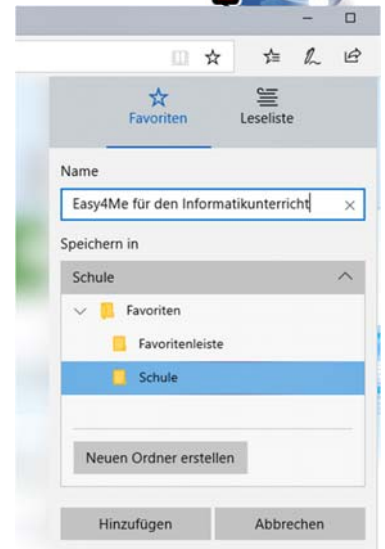 Favoriten Leseliste
Name
Easy4Me für den Informatikunterricht
Speichern in
Schule
Favoriten
Favoritenleiste
Schule
Neuen Ordner erstellen
Hinzufügen Abbrechen